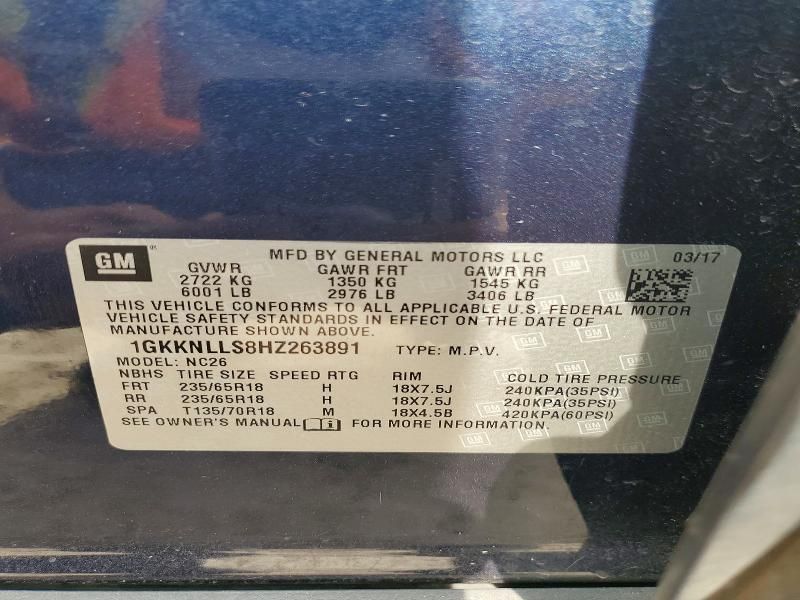 GM
MFD BY GENERAL MOTORS LLC
03/17
GVWR GAWR FRT GAWR RR
2722 KG 1350 KG 1545 KG
6001 LB 2976 LB 3406 LB
THIS VEHICLE CONFORMS TO ALL APPLICABLE U.S. FEDERAL MOTOR
VEHICLE SAFETY STANDARDS IN EFFECT ON THE DATE OF
MANUFACTURE SHOWN ABOVE.
1GKKNLLS8HZ263891 TYPE: M.P.V.
MODEL: NC26
NBHS TIRE SIZE SPEED RTG RIM COLD TIRE PRESSURE
FRT 235/65R18 H 18X7.5J 240KPA(35PSI)
RR 235/65R18 H 18X7.5J 240KPA(35PSI)
SPA T135/70R18 M 18X4.5B 420KPA(60PSI)
SEE OWNER'S MANUAL FOR MORE INFORMATION.